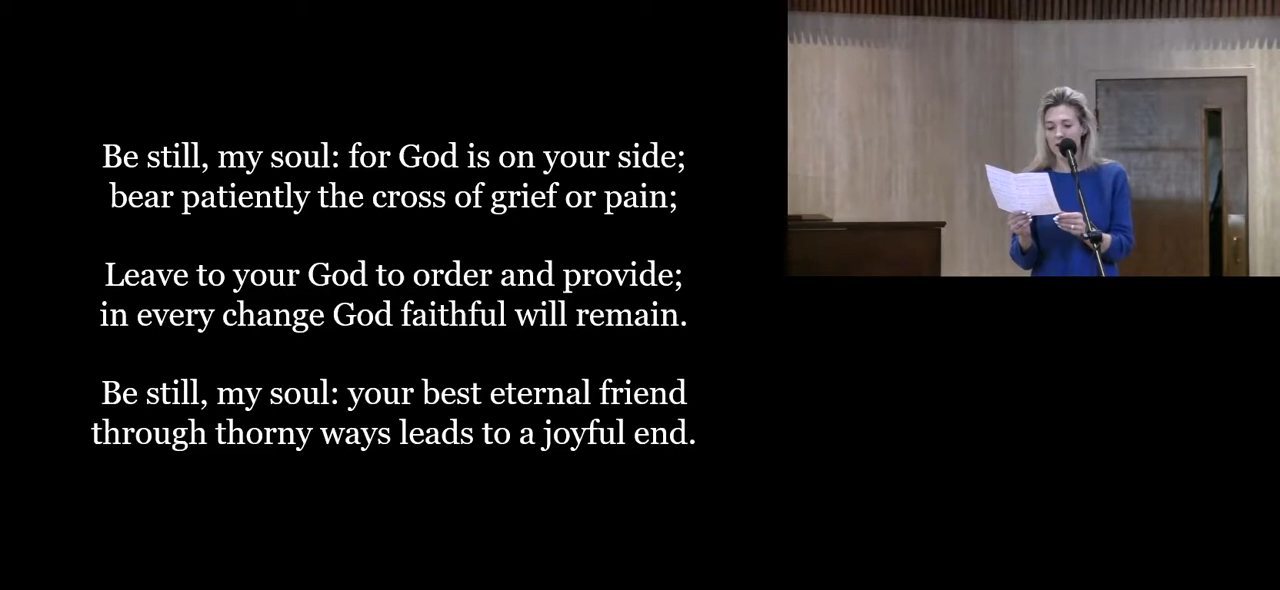 Be still, my soul: for God is on your side;
bear patiently the cross of grief or pain;
Leave to your God to order and provide;
in every change God faithful will remain.
Be still, my soul: your best eternal friend
through thorny ways leads to a joyful end.